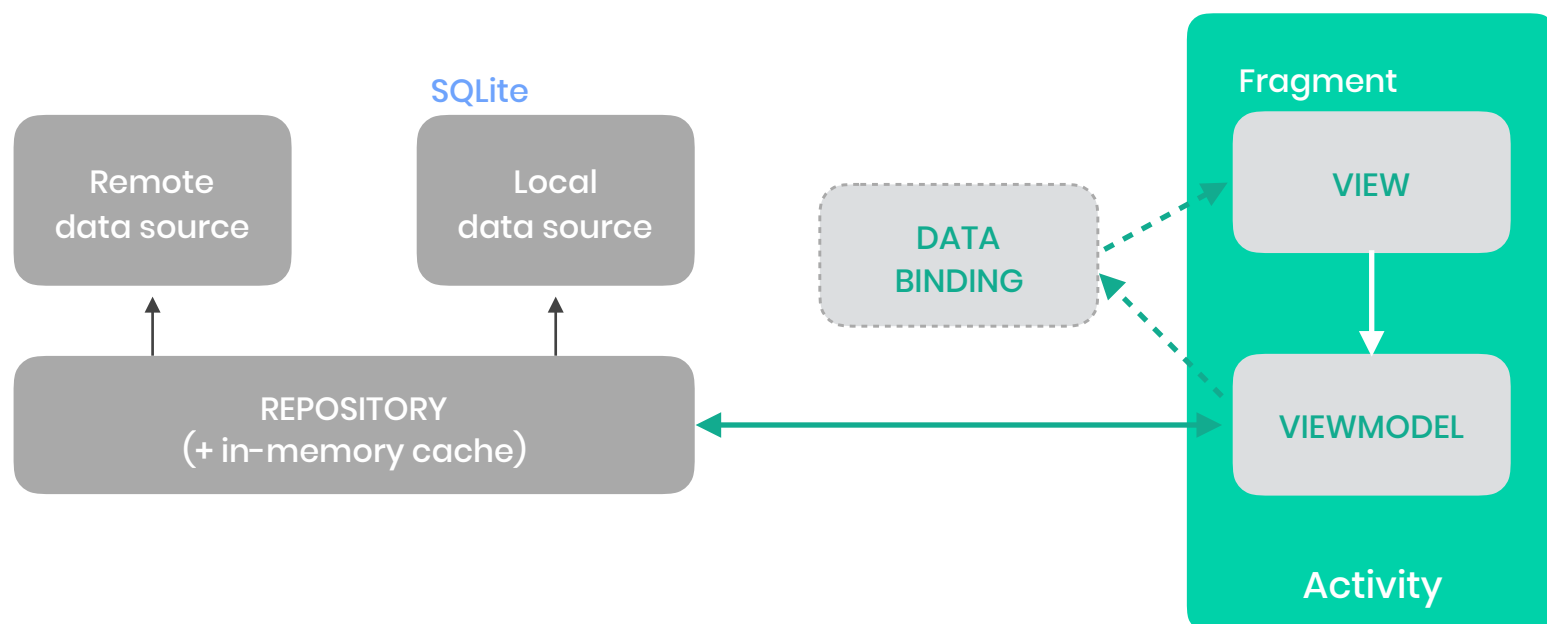 SQLite
Remote
data source
Local
data source
REPOSITORY
(+ in-memory cache)
DATA
BINDING
Fragment
VIEW
VIEWMODEL
Activity